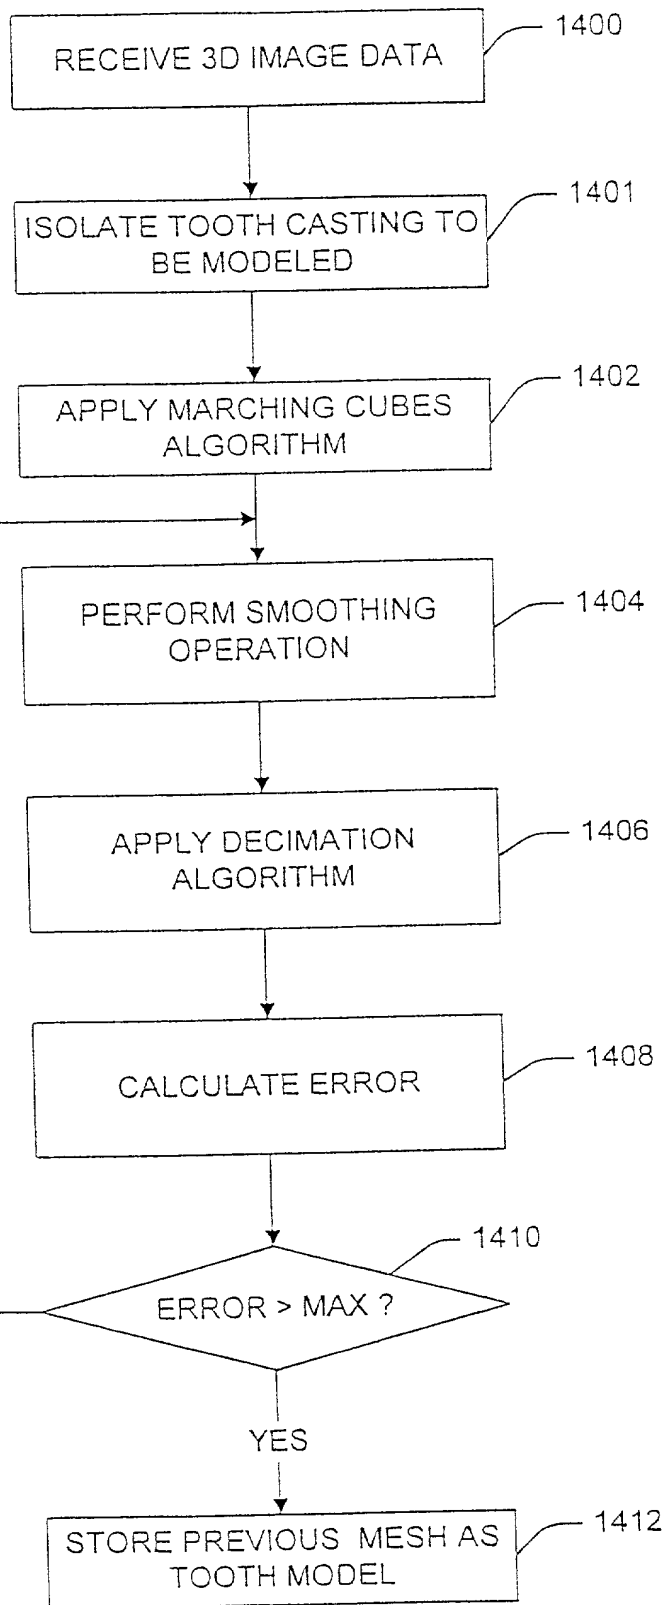 RECEIVE 3D IMAGE DATA
1400
ISOLATE TOOTH CASTING TO
BE MODELED
1401
APPLY MARCHING CUBES
ALGORITHM
1402
PERFORM SMOOTHING
OPERATION
1404
APPLY DECIMATION
ALGORITHM
1406
CALCULATE ERROR
1408
ERROR > MAX ?
1410
YES
STORE PREVIOUS MESH AS
TOOTH MODEL
1412